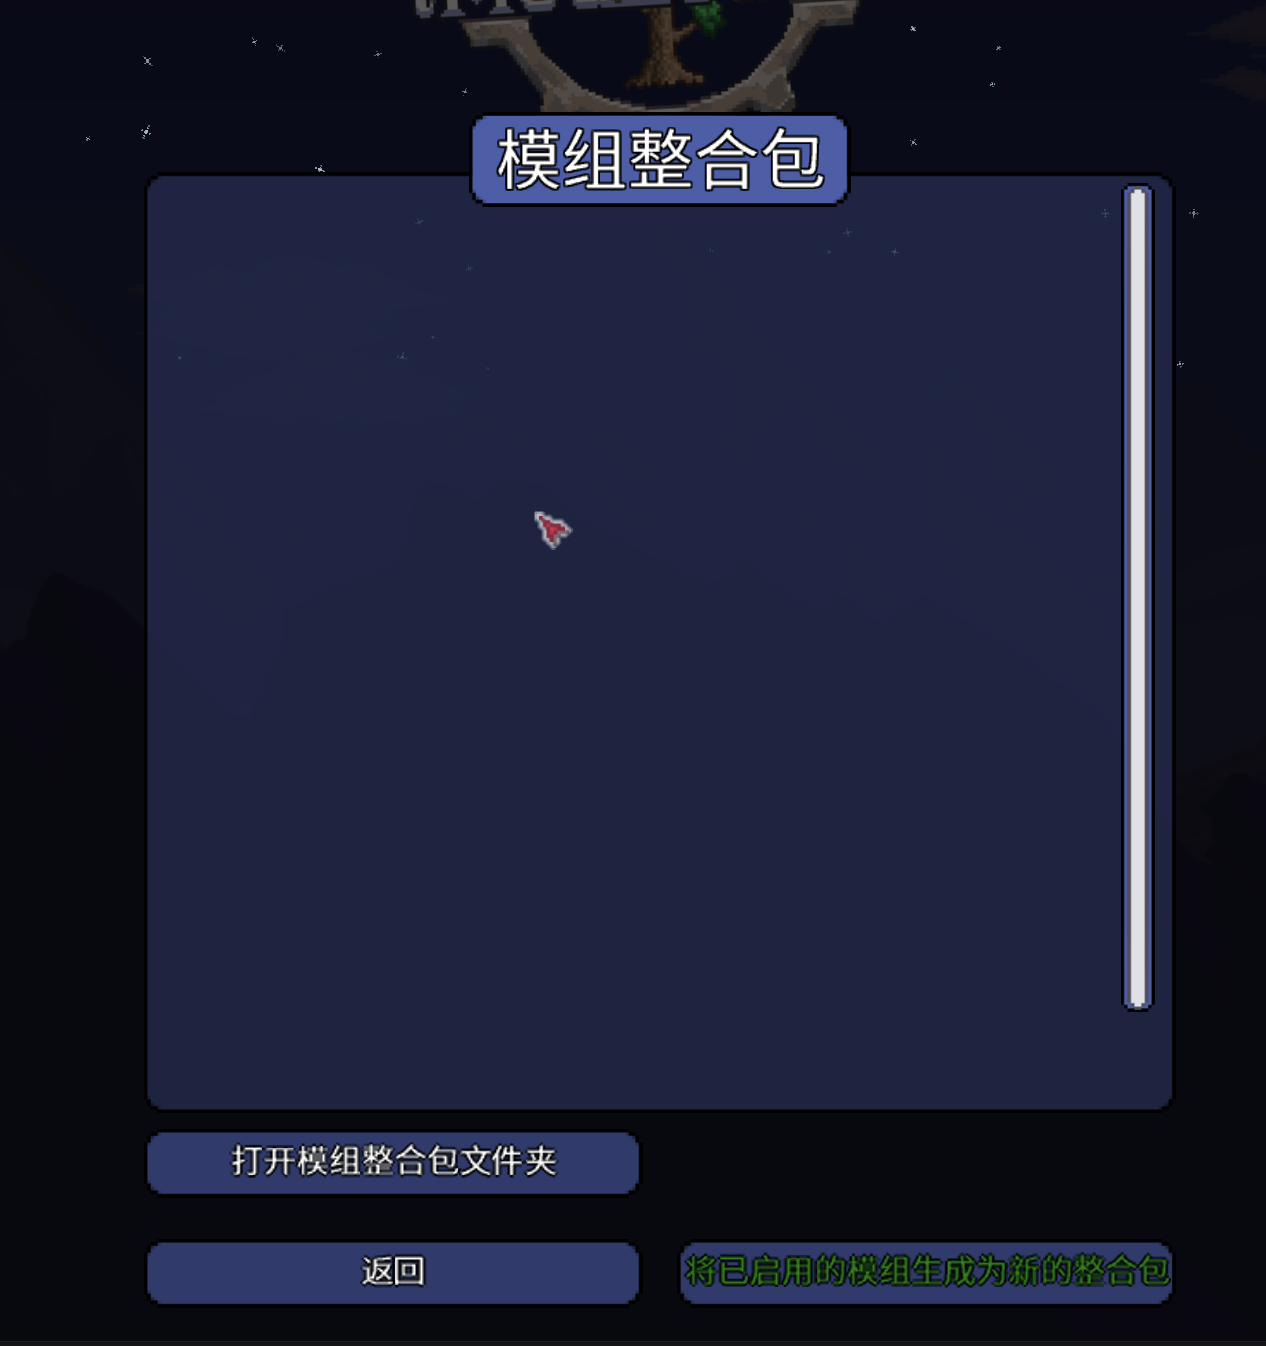 模组整合包
打开模组整合包文件夹
返回
将已启用的模组生成为新的整合包